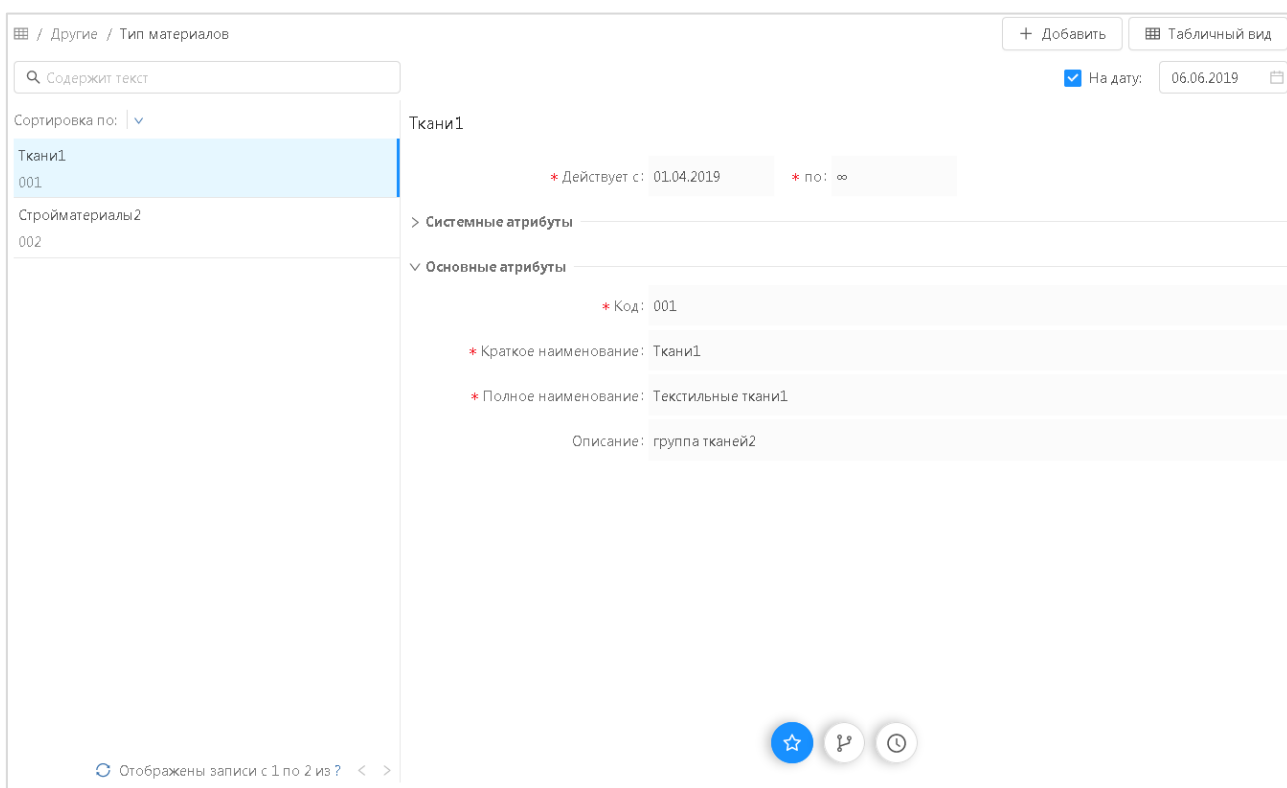 / Другие / Тип материалов
+ Добавить
Табличный вид
Содержит текст
На дату: 06.06.2019
Сортировка по:
Ткани1
001
Стройматериалы2
002
Ткани1
* Действует с: 01.04.2019 * по: ∞
> Системные атрибуты
Основные атрибуты
* Код: 001
* Краткое наименование: Ткани1
* Полное наименование: Текстильные ткани1
Описание: группа тканей2
Отображены записи с 1 по 2 из ? < >